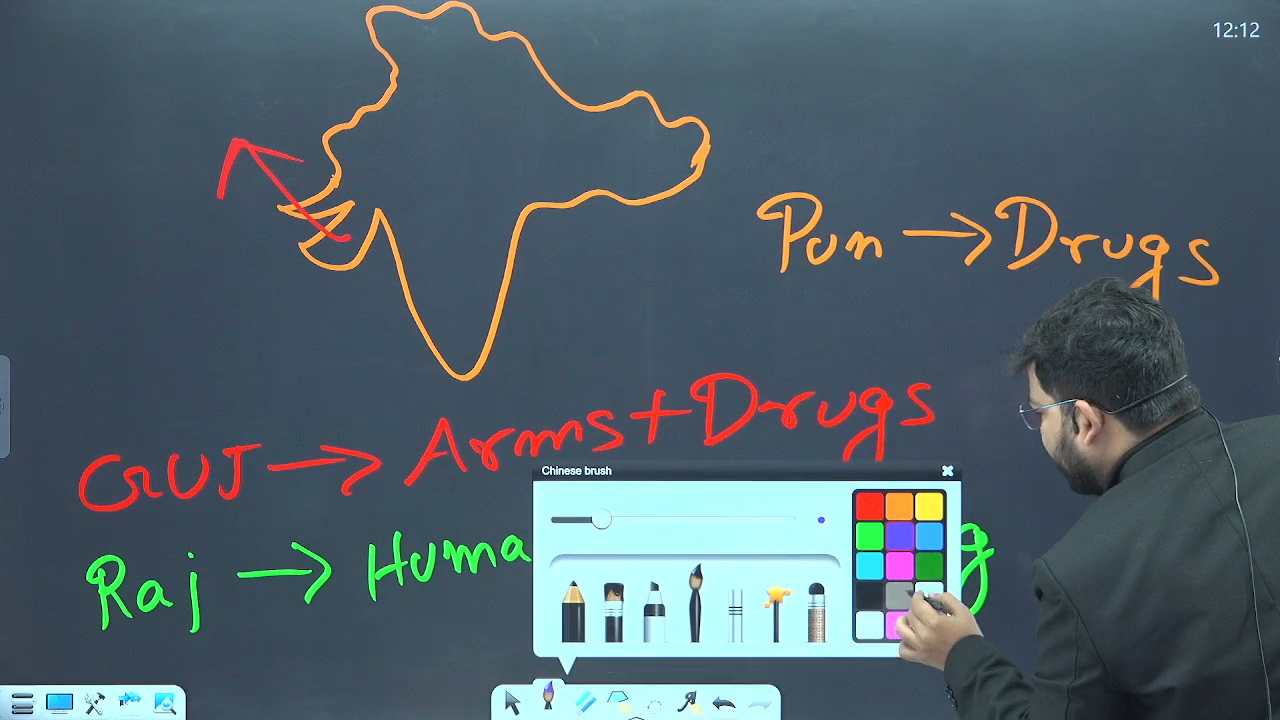 12:12
Pun → Drugs
GUJ → Arms + Drugs
Chinese brush
Raj → Huma